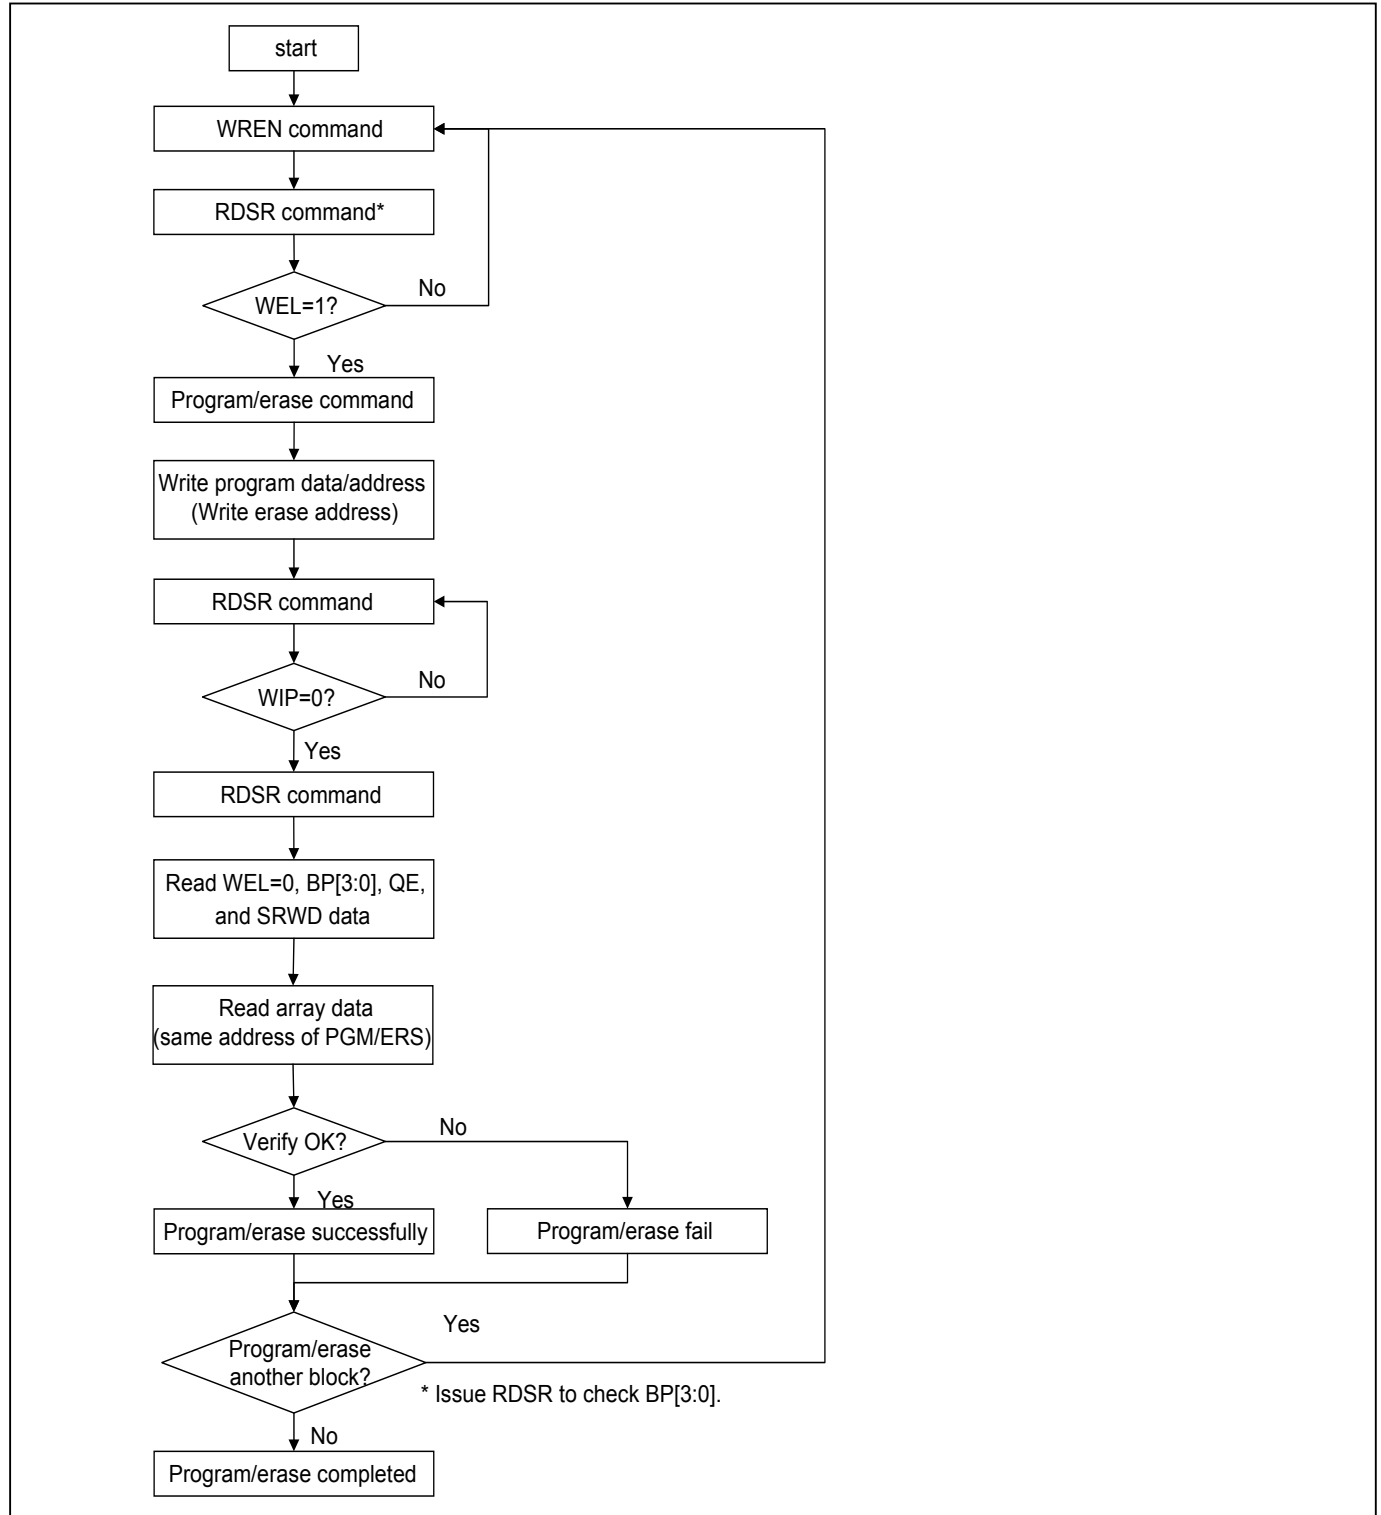 start
WREN command
RDSR command*
WEL=1?
No
Yes
Program/erase command
Write program data/address
(Write erase address)
RDSR command
WIP=0?
No
Yes
RDSR command
Read WEL=0, BP[3:0], QE,
and SRWD data
Read array data
(same address of PGM/ERS)
Verify OK?
No
Yes
Program/erase successfully
Program/erase fail
Program/erase
another block?
Yes
* Issue RDSR to check BP[3:0].
No
Program/erase completed